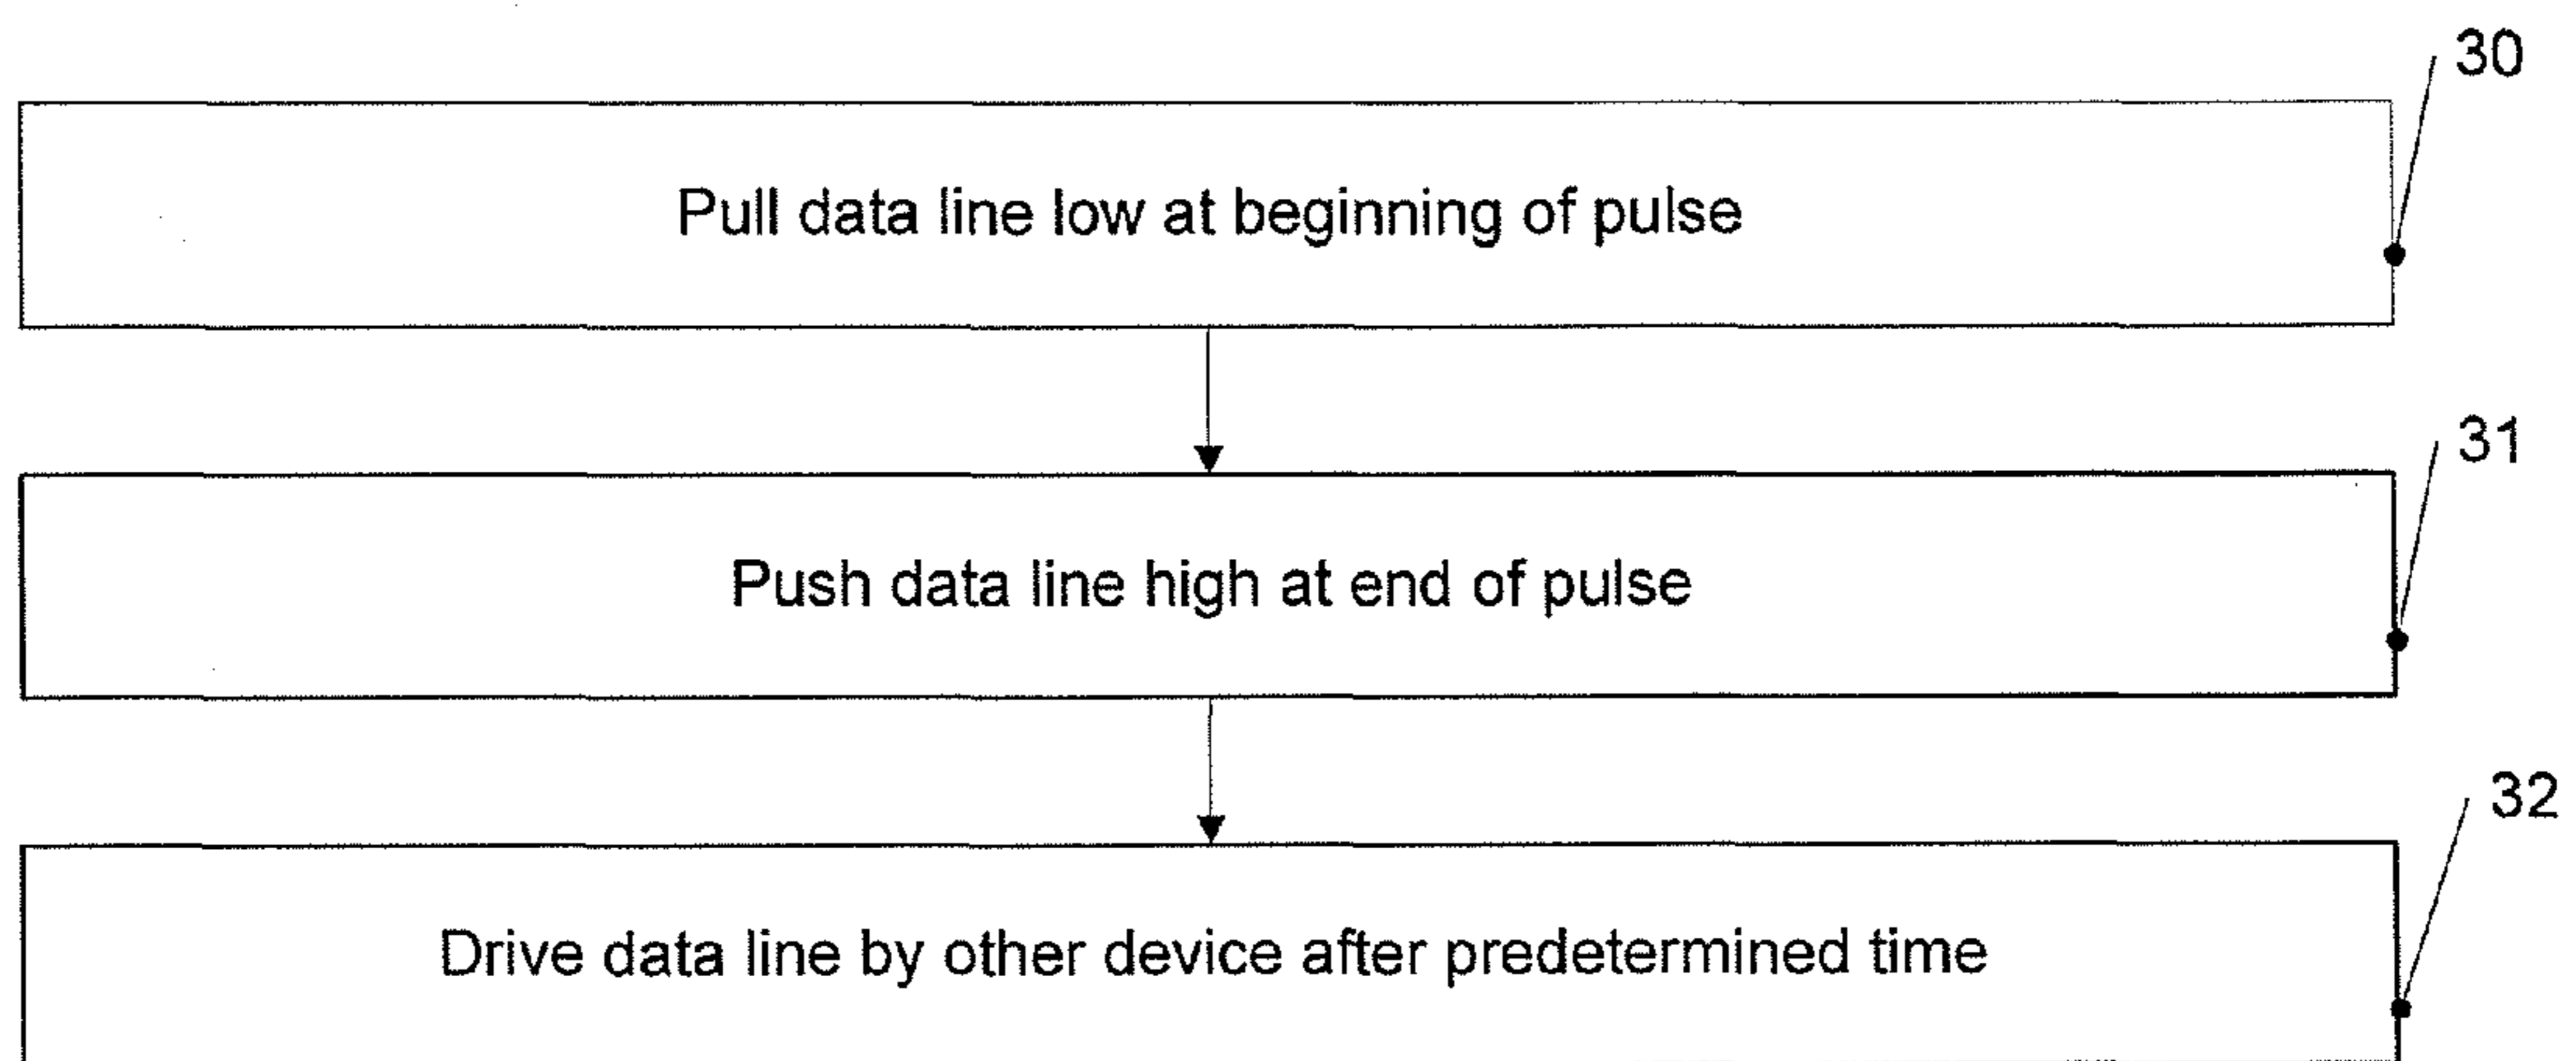 30
Pull data line low at beginning of pulse
31
Push data line high at end of pulse
32
Drive data line by other device after predetermined time